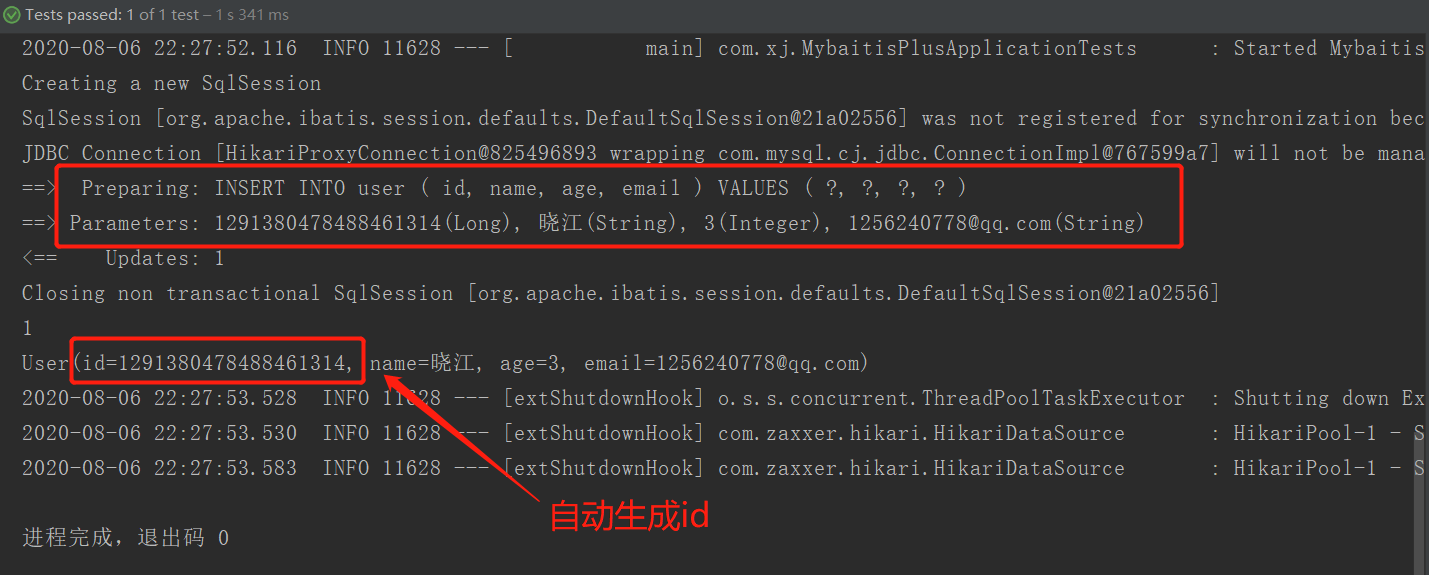 Tests passed: 1 of 1 test – 1 s 341 ms
2020-08-06 22:27:52.116  INFO 11628 --- [           main] com.xj.MybaitisPlusApplicationTests      : Started Mybaitis
Creating a new SqlSession
SqlSession [org.apache.ibatis.session.defaults.DefaultSqlSession@21a02556] was not registered for synchronization bec
JDBC Connection [HikariProxyConnection@825496893 wrapping com.mysql.cj.jdbc.ConnectionImpl@767599a7] will not be mana
==>  Preparing: INSERT INTO user ( id, name, age, email ) VALUES ( ?, ?, ?, ? )
==> Parameters: 1291380478488461314(Long), 晓江(String), 3(Integer), 1256240778@qq.com(String)
<==    Updates: 1
Closing non transactional SqlSession [org.apache.ibatis.session.defaults.DefaultSqlSession@21a02556]
1
User(id=1291380478488461314, name=晓江, age=3, email=1256240778@qq.com)
2020-08-06 22:27:53.528  INFO 11628 --- [extShutdownHook] o.s.s.concurrent.ThreadPoolTaskExecutor  : Shutting down Ex
2020-08-06 22:27:53.530  INFO 11628 --- [extShutdownHook] com.zaxxer.hikari.HikariDataSource       : HikariPool-1 - S
2020-08-06 22:27:53.583  INFO 11628 --- [extShutdownHook] com.zaxxer.hikari.HikariDataSource       : HikariPool-1 - S
自动生成id
进程完成，退出码 0